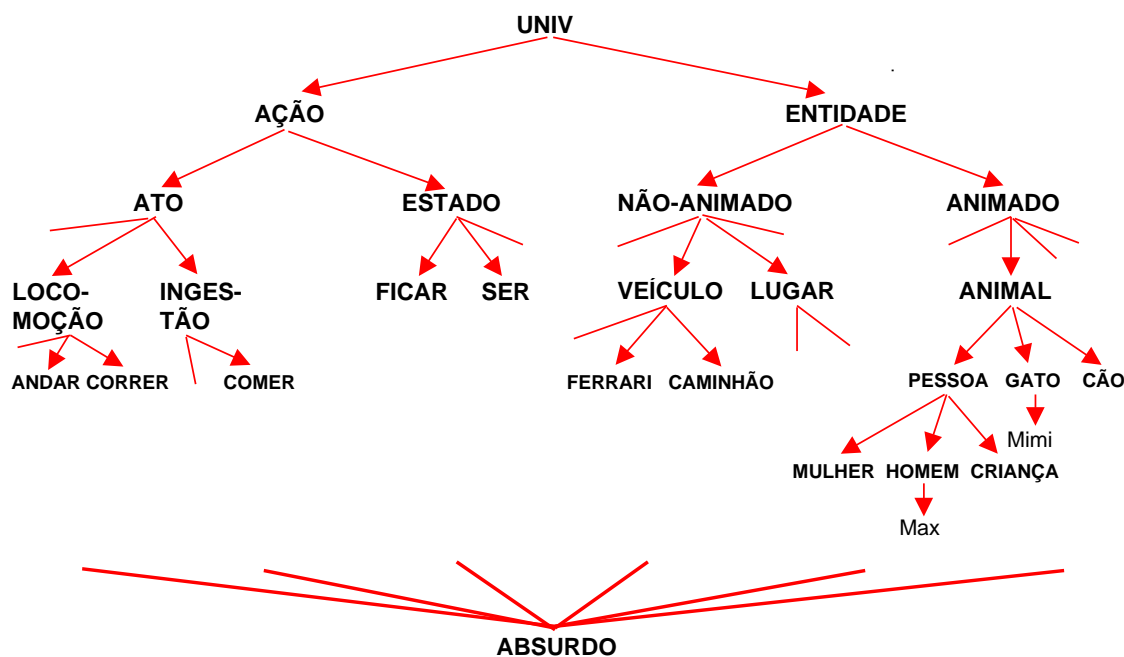 UNIV
AÇÃO ENTIDADE
ATO ESTADO NÃO-ANIMADO ANIMADO
LOCO- INGES- FICAR SER VEÍCULO LUGAR ANIMAL
MOÇÃO TÃO
ANDAR CORRER COMER FERRARI CAMINHÃO PESSOA GATO CÃO
Mimi
MULHER HOMEM CRIANÇA
Max
ABSURDO